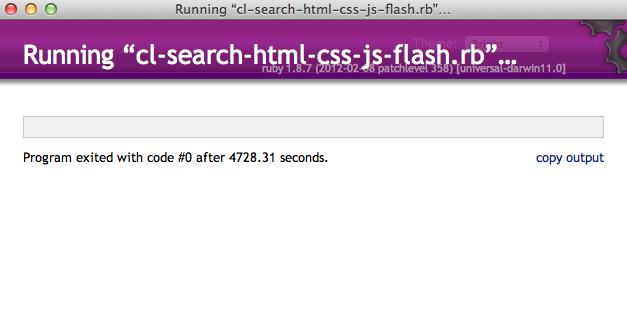 Running “cl-search-html-css-js-flash.rb”…
Theme: Bright
Running “cl-search-html-css-js-flash.rb”…
ruby 1.8.7 (2012-02-08 patchlevel 358) [universal-darwin11.0]
Program exited with code #0 after 4728.31 seconds.
copy output